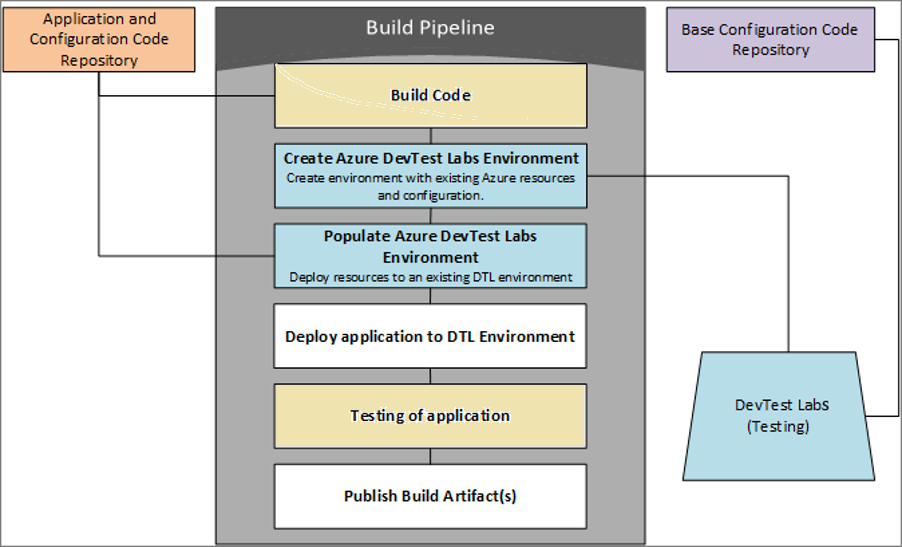 Application and
Configuration Code
Repository
Build Pipeline
Base Configuration Code
Repository
Build Code
Create Azure DevTest Labs Environment
Create environment with existing Azure resources
and configuration.
Populate Azure DevTest Labs
Environment
Deploy resources to an existing DTL environment
Deploy application to DTL Environment
DevTest Labs
(Testing)
Testing of application
Publish Build Artifact(s)